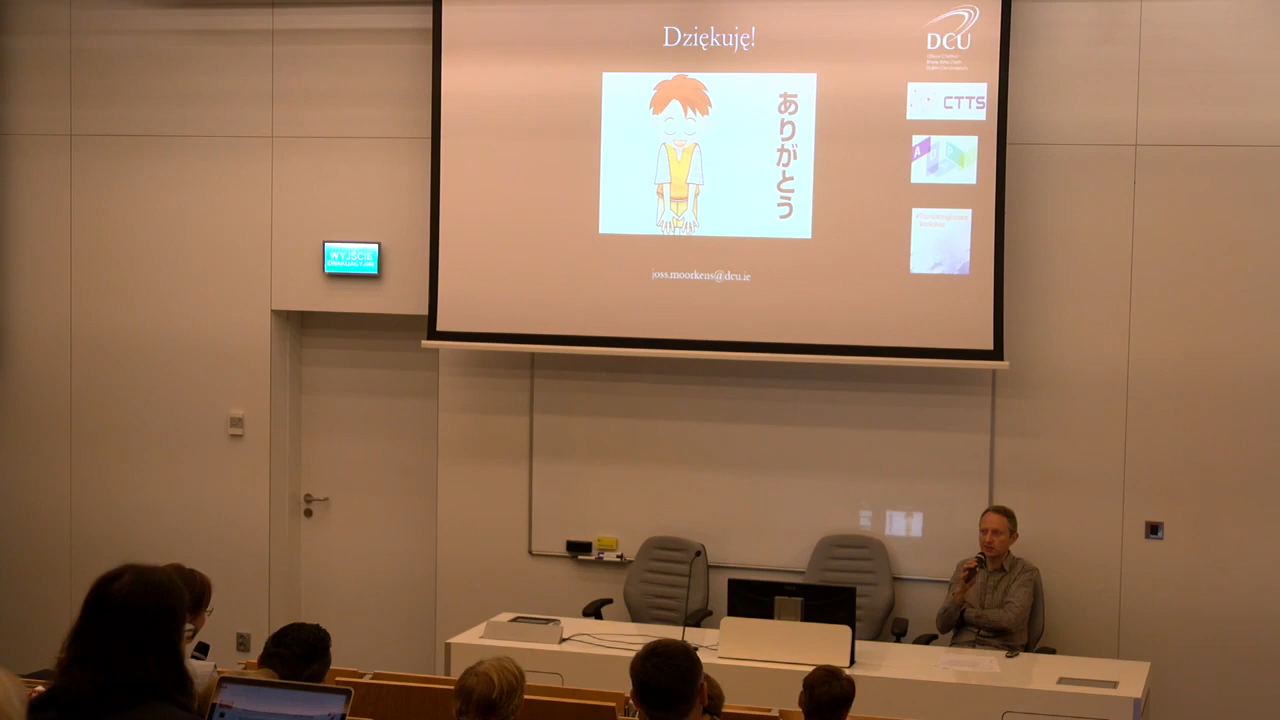 Dziękuję!
DCU
CTTS
ありがとう
WYJŚCIE
joss.moorkens@dcu.ie